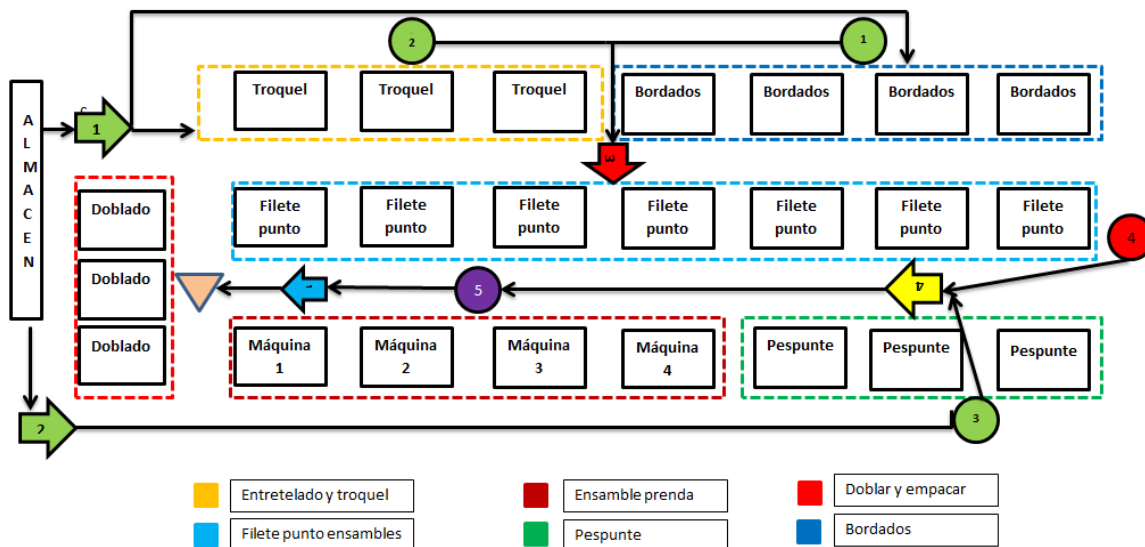 2
1
Troquel
Troquel
Troquel
Bordados
Bordados
Bordados
Bordados
ALMACEN
1
3
Doblado
Filete
punto
Filete
punto
Filete
punto
Filete
punto
Filete
punto
Filete
punto
Filete
punto
4
Doblado
5
4
Doblado
Máquina
1
Máquina
2
Máquina
3
Máquina
4
Pespunte
Pespunte
Pespunte
2
3
Entretelado y troquel
Ensamble prenda
Doblar y empacar
Filete punto ensambles
Pespunte
Bordados